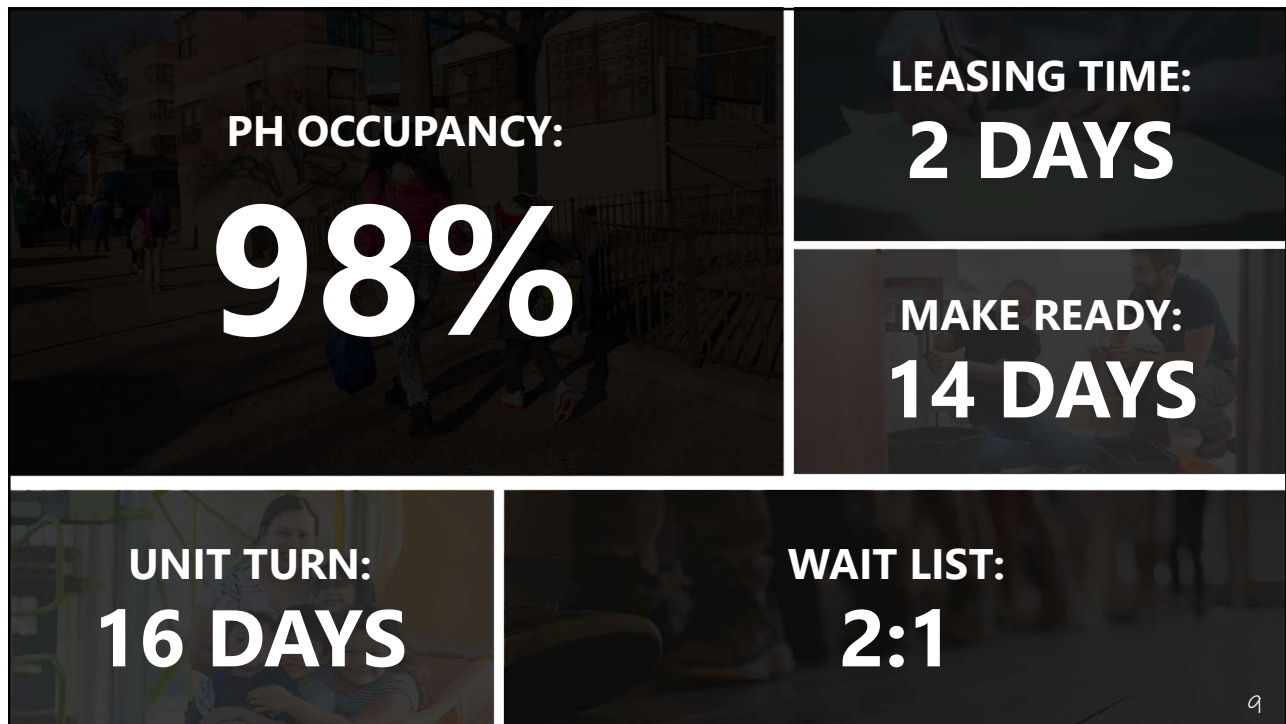 PH OCCUPANCY:
98%
LEASING TIME:
2 DAYS
MAKE READY:
14 DAYS
UNIT TURN:
16 DAYS
WAIT LIST:
2:1
9